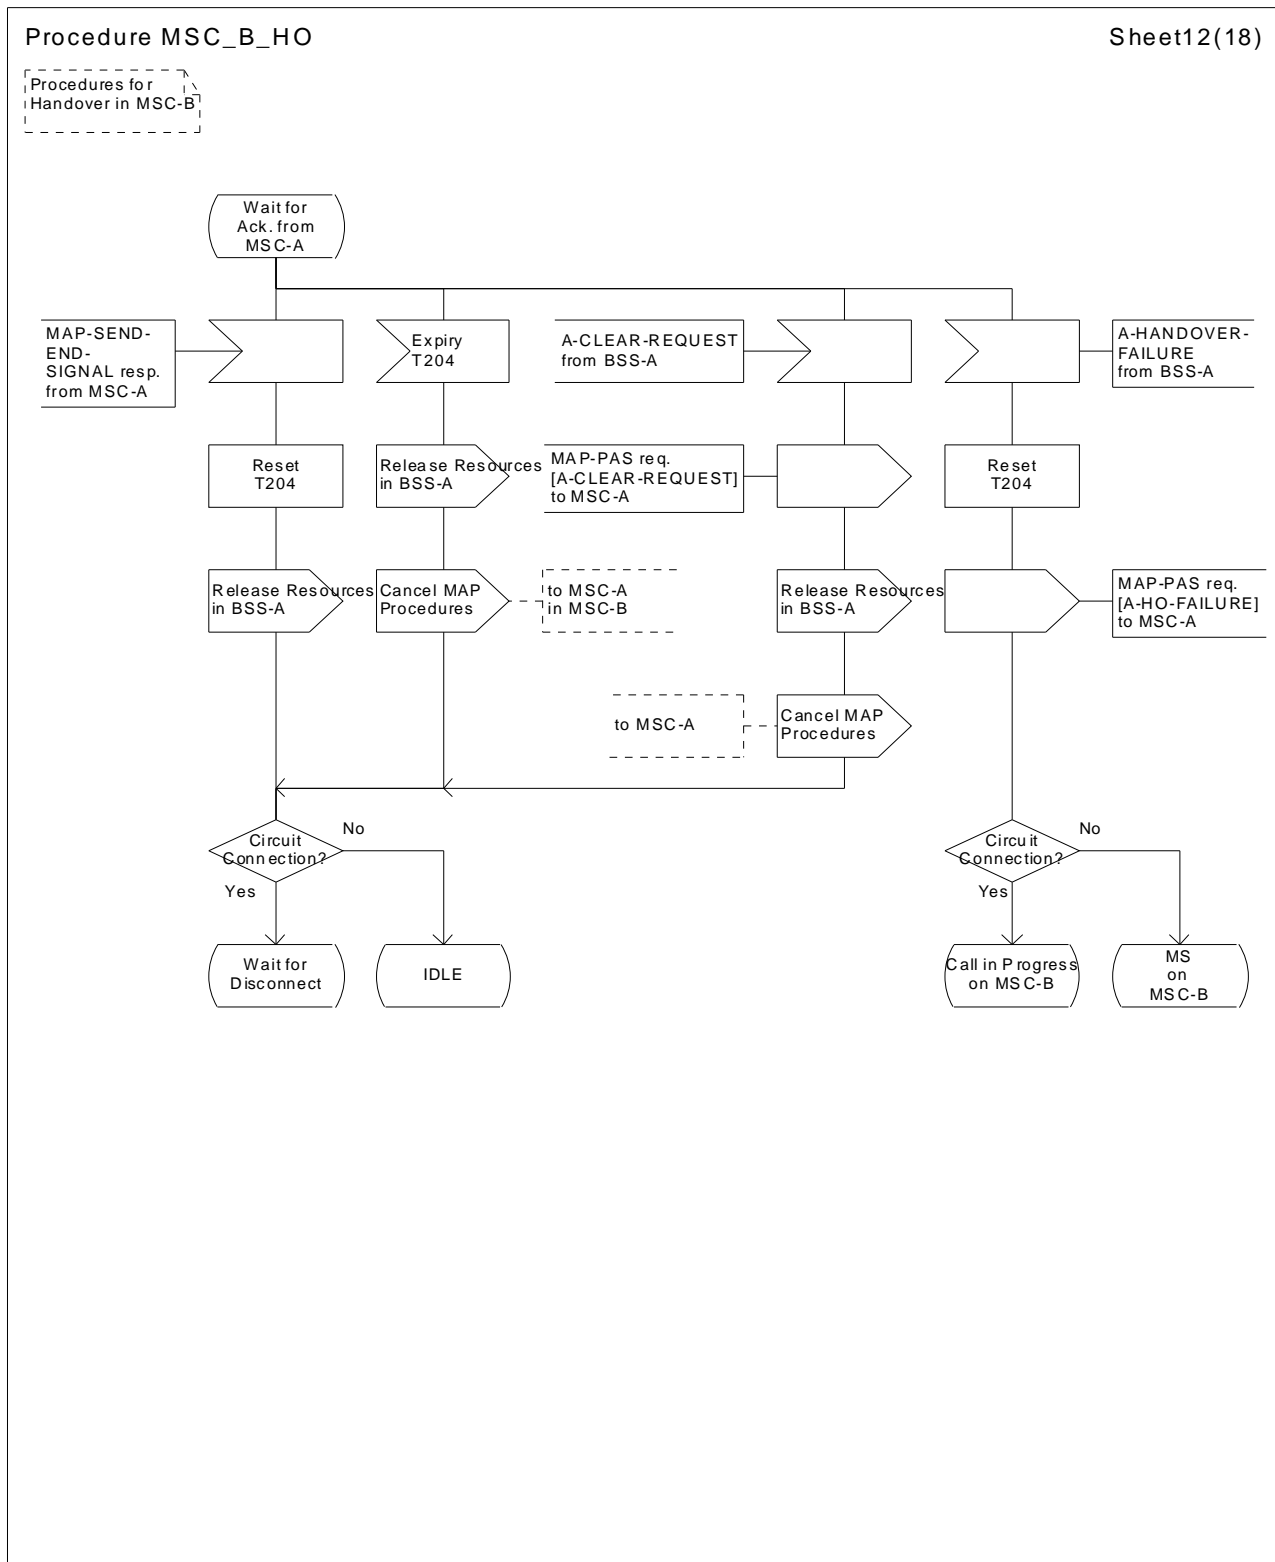 Procedure MSC_B_HO
Sheet12(18)
Procedures for
Handover in MSC-B
Wait for
Ack. from
MSC-A
MAP-SEND-
END-
SIGNAL resp.
from MSC-A
Expiry
T204
A-CLEAR-REQUEST
from BSS-A
A-HANDOVER-
FAILURE
from BSS-A
Reset
T204
Release Resources
in BSS-A
MAP-PAS req.
[A-CLEAR-REQUEST]
to MSC-A
Reset
T204
Release Resources
in BSS-A
Cancel MAP
Procedures
to MSC-A
in MSC-B
Release Resources
in BSS-A
MAP-PAS req.
[A-HO-FAILURE]
to MSC-A
to MSC-A
Cancel MAP
Procedures
Circuit
Connection?
No
Yes
Circuit
Connection?
No
Yes
Wait for
Disconnect
IDLE
Call in Progress
on MSC-B
MS
on
MSC-B